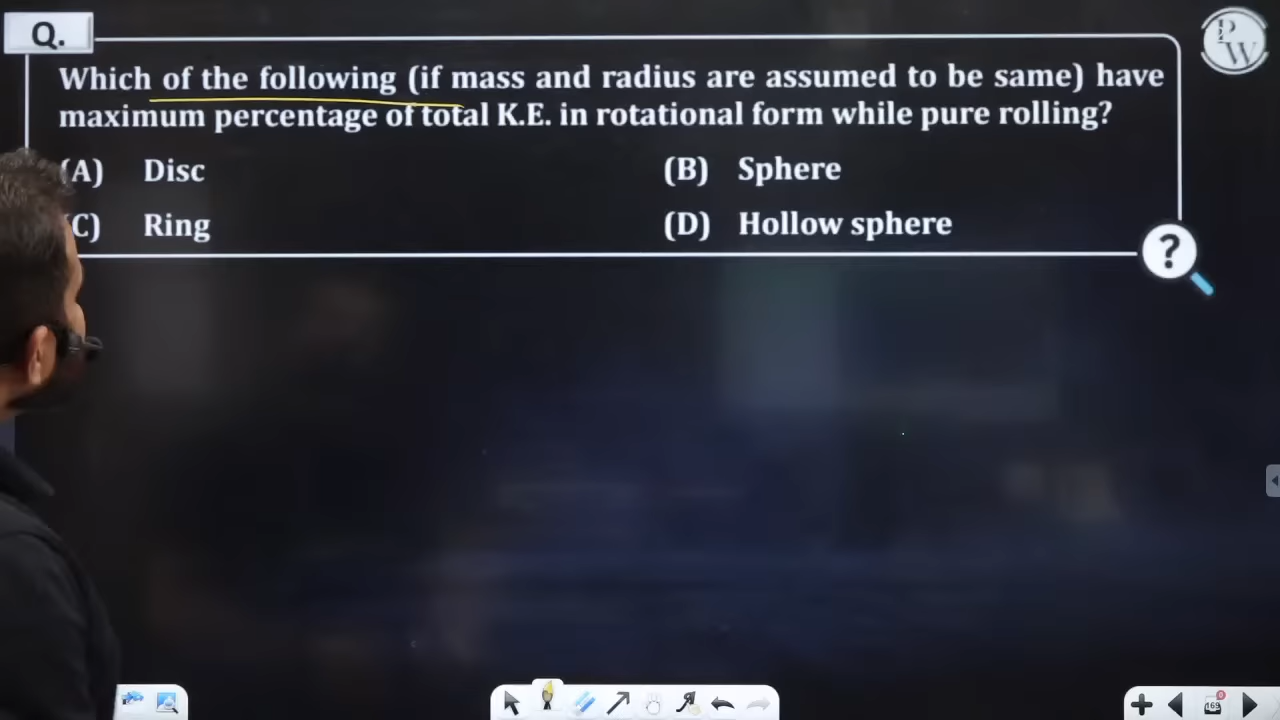 Q.
P
W
Which of the following (if mass and radius are assumed to be same) have
maximum percentage of total K.E. in rotational form while pure rolling?
(A) Disc
(B) Sphere
(C) Ring
(D) Hollow sphere
?
169